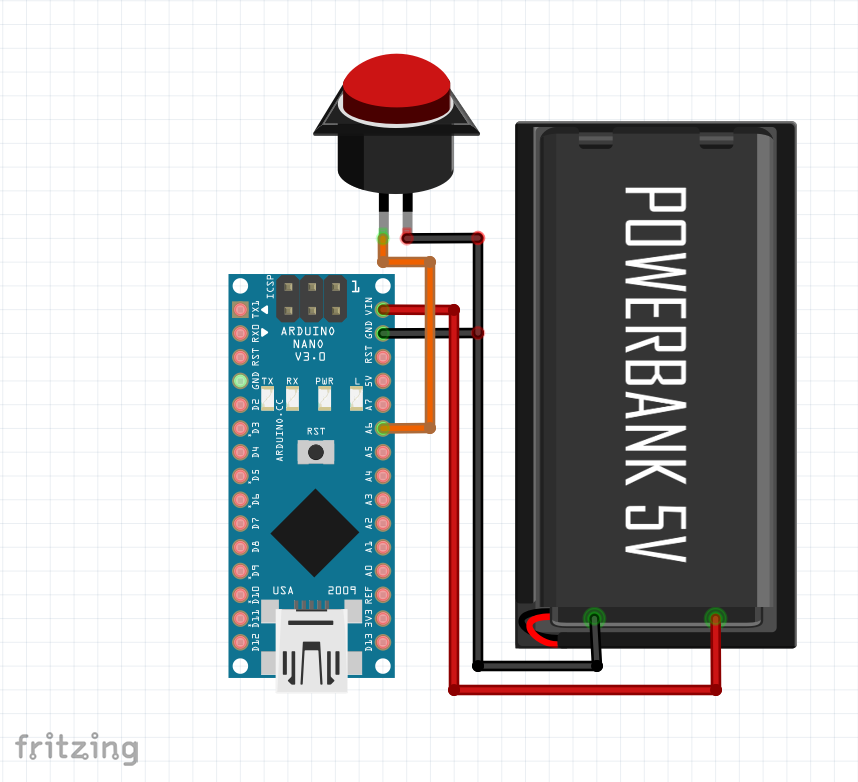 POWERBANK 5V
ICSP
1
TX1
RX0
RST
GND
D2
D3
D4
D5
D6
D7
D8
D9
D10
D11
D12
VIN
GND
RST
5V
A7
A6
A5
A4
A3
A2
A1
A0
REF
3V3
D13
ARDUINO
NANO
V3.0
TX RX PWR L
ARDUINO.CC
RST
USA 2009
fritzing